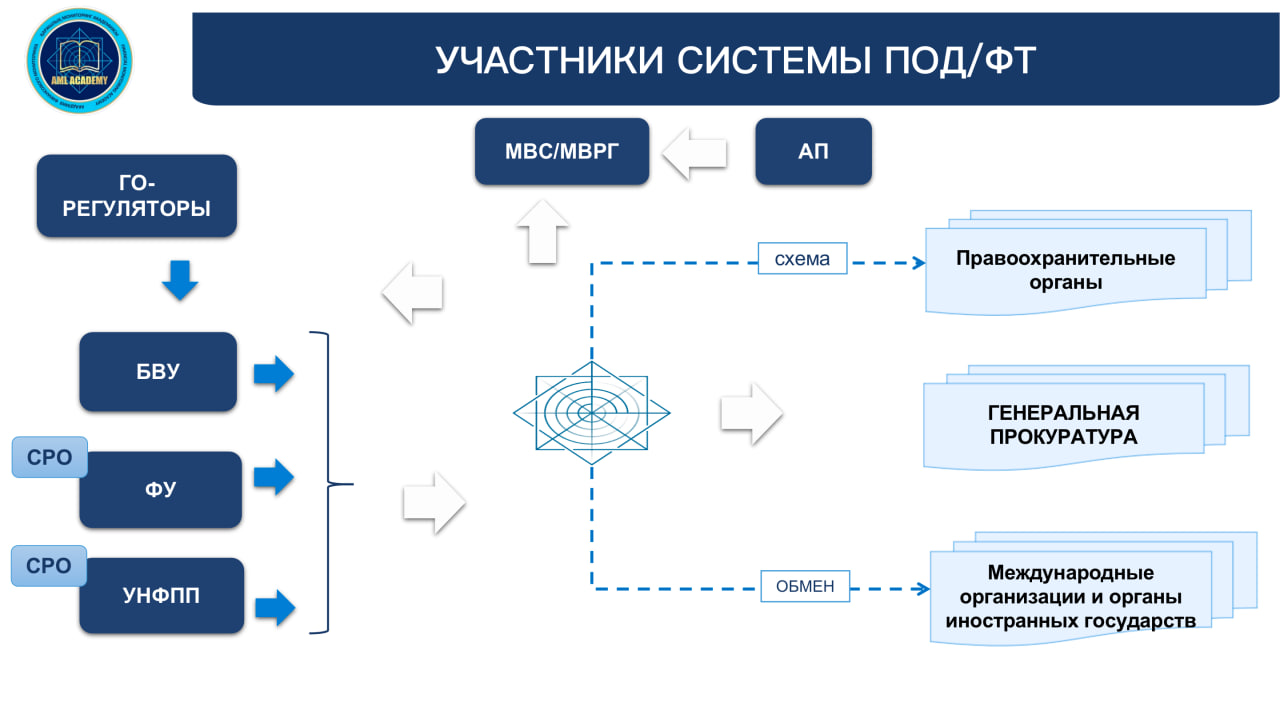 AML ACADEMY
УЧАСТНИКИ СИСТЕМЫ ПОД/ФТ
МВС/МВРГ
АП
ГО-
РЕГУЛЯТОРЫ
схема
Правоохранительные
органы
БВУ
СРО
ФУ
ГЕНЕРАЛЬНАЯ
ПРОКУРАТУРА
СРО
УНФПП
ОБМЕН
Международные
организации и органы
иностранных государств